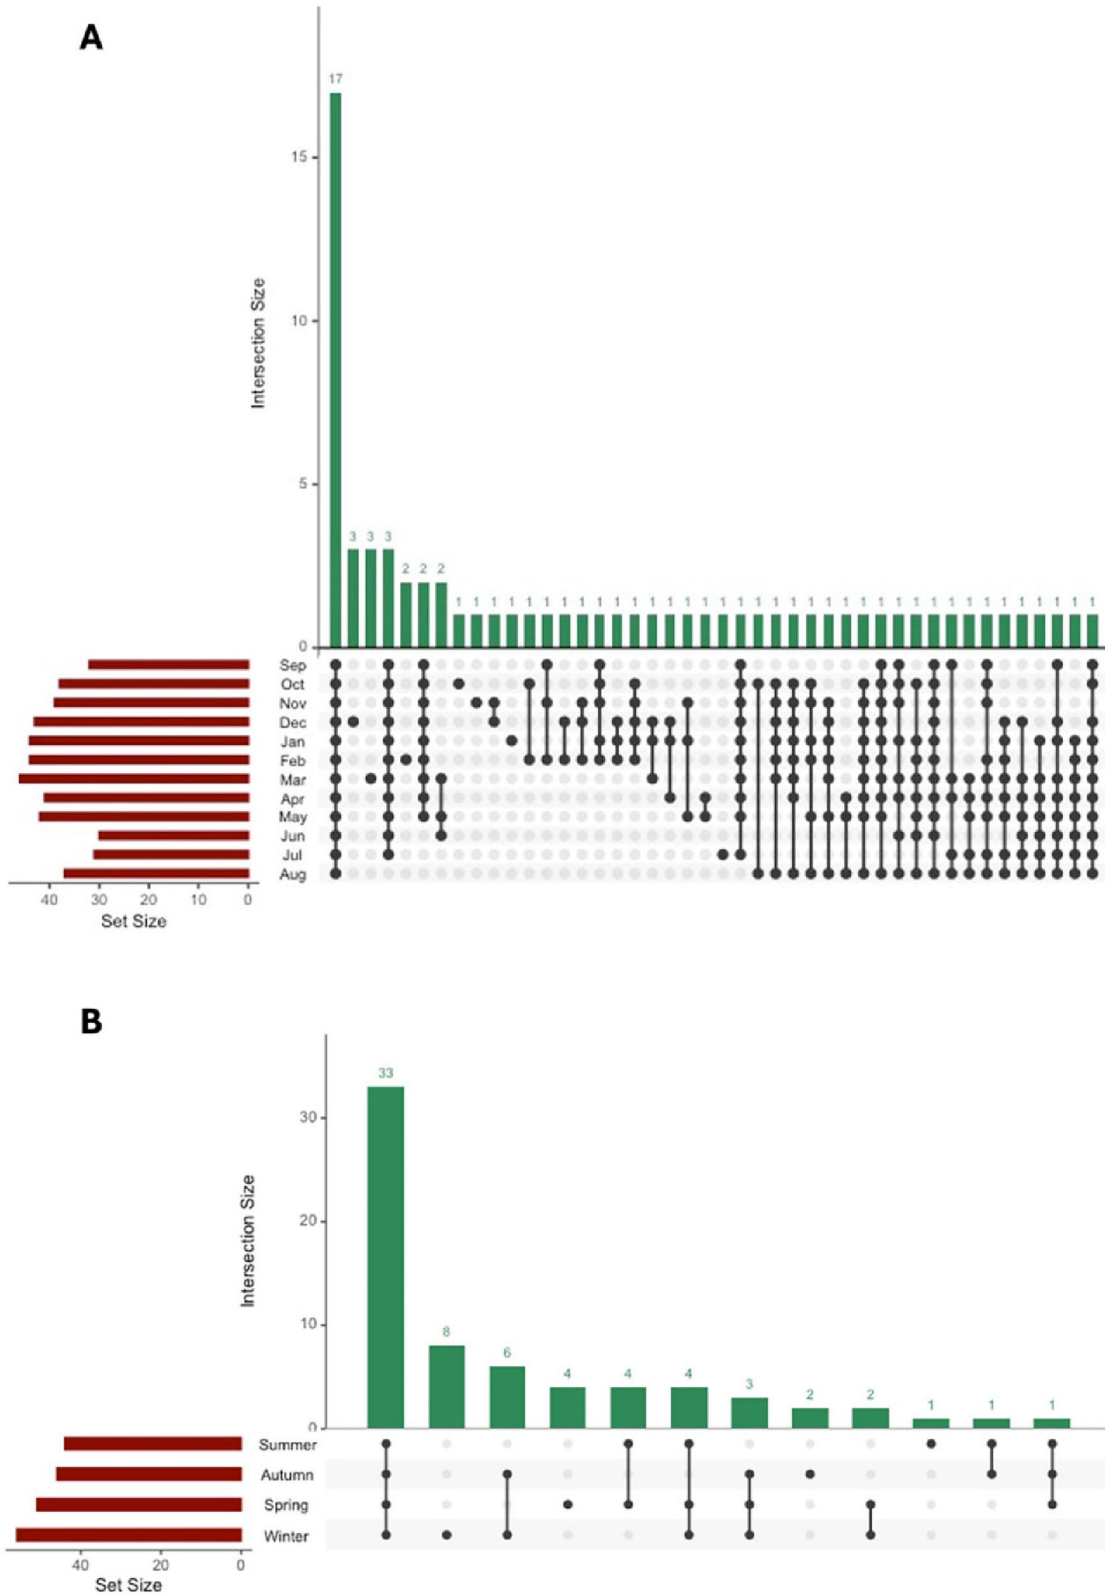 A
17
15
Intersection Size
10
5
3 3 3
2 2 2
1 1 1 1 1 1 1 1 1 1 1 1 1 1 1 1 1 1 1 1 1 1 1 1 1 1 1 1 1 1 1 1 1 1 1 1 1
0
Sep
Oct
Nov
Dec
Jan
Feb
Mar
Apr
May
Jun
Jul
Aug
40 30 20 10 0
Set Size
B
33
30
Intersection Size
20
10
8
6
4 4 4
3
2 2
1 1 1
0
Summer
Autumn
Spring
Winter
40 20 0
Set Size